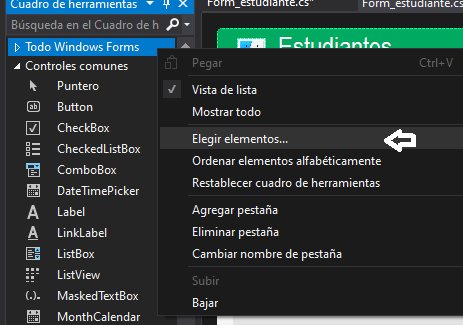 Cuadro de herramientas
Form_estudiante.cs*
Form_estudiante.cs
Búsqueda en el Cuadro de h
Estudiantes
Todo Windows Forms
Controles comunes
Puntero
Button
CheckBox
CheckedListBox
ComboBox
DateTimePicker
Label
LinkLabel
ListBox
ListView
MaskedTextBox
MonthCalendar
Pegar Ctrl+V
Vista de lista
Mostrar todo
Elegir elementos...
Ordenar elementos alfabéticamente
Restablecer cuadro de herramientas
Agregar pestaña
Eliminar pestaña
Cambiar nombre de pestaña
Subir
Bajar